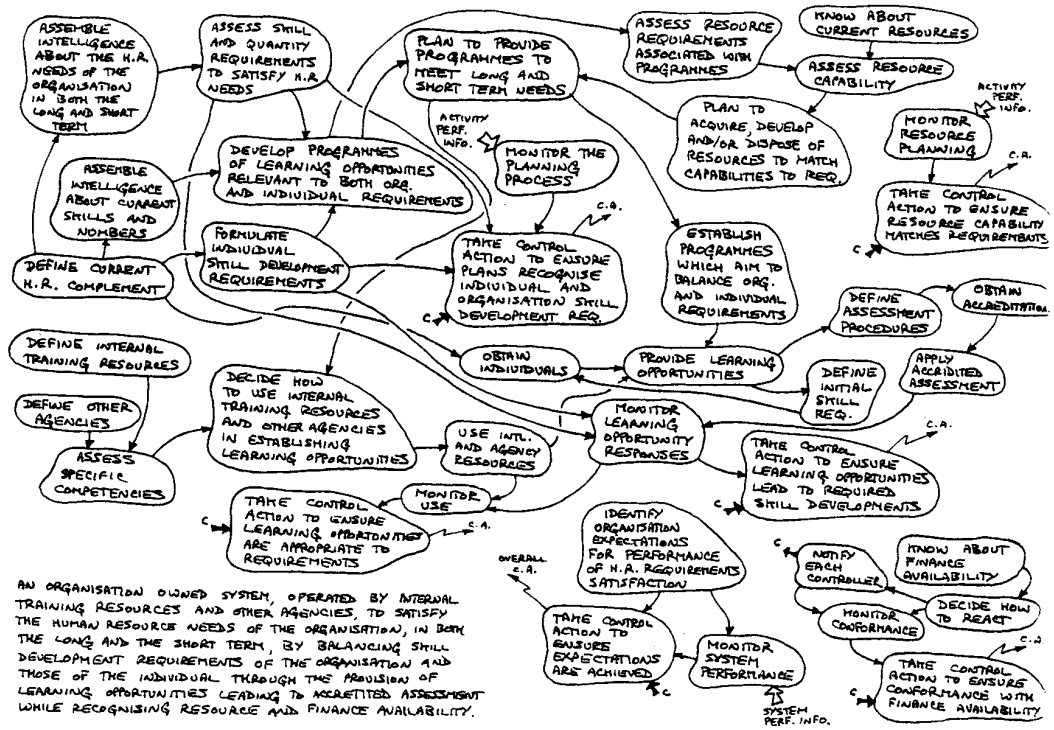 ASSEMBLE
INTELLIGENCE
ABOUT THE H.R.
NEEDS OF THE
ORGANISATION
IN BOTH THE
LONG AND SHORT
TERM
ASSESS SKILL
AND QUANTITY
REQUIREMENTS
TO SATISFY H.R
NEEDS
PLAN TO PROVIDE
PROGRAMMES TO
MEET LONG AND
SHORT TERM NEEDS
ASSESS RESOURCE
REQUIREMENTS
ASSOCIATED WITH
PROGRAMMES
KNOW ABOUT
CURRENT RESOURCES
ASSESS RESOURCE
CAPABILITY
ACTIVITY
PERF.
INFO.
PLAN TO
ACQUIRE, DEVELOP
AND/OR DISPOSE OF
RESOURCES TO MATCH
CAPABILITIES TO REQ.
ACTIVITY
PERF.
INFO.
MONITOR
RESOURCE
PLANNING
C.A.
TAKE CONTROL
ACTION TO ENSURE
RESOURCE CAPABILITY
MATCHES REQUIREMENTS
C
DEVELOP PROGRAMMES
OF LEARNING OPPORTUNITIES
RELEVANT TO BOTH ORG.
AND INDIVIDUAL REQUIREMENTS
MONITOR THE
PLANNING
PROCESS
C.A.
ASSEMBLE
INTELLIGENCE
ABOUT CURRENT
SKILLS AND
NUMBERS
FORMULATE
INDIVIDUAL
SKILL DEVELOPMENT
REQUIREMENTS
DEFINE CURRENT
H.R. COMPLEMENT
TAKE CONTROL
ACTION TO ENSURE
PLANS RECOGNISE
INDIVIDUAL AND
ORGANISATION SKILL
DEVELOPMENT REQ.
C
ESTABLISH
PROGRAMMES
WHICH AIM TO
BALANCE ORG.
AND INDIVIDUAL
REQUIREMENTS
DEFINE
ASSESSMENT
PROCEDURES
OBTAIN
ACCREDITATION
DEFINE INTERNAL
TRAINING RESOURCES
DEFINE OTHER
AGENCIES
ASSESS
SPECIFIC
COMPETENCIES
DECIDE HOW
TO USE INTERNAL
TRAINING RESOURCES
AND OTHER AGENCIES
IN ESTABLISHING
LEARNING OPPORTUNITIES
OBTAIN
INDIVIDUALS
PROVIDE LEARNING
OPPORTUNITIES
DEFINE
INITIAL
SKILL
REQ.
APPLY
ACCRIDITED
ASSESSMENT
USE INTL.
AND AGENCY
RESOURCES
MONITOR
LEARNING
OPPORTUNITY
RESPONSES
C.A.
TAKE CONTROL
ACTION TO ENSURE
LEARNING OPPORTUNITIES
LEAD TO REQUIRED
SKILL DEVELOPMENTS
C
MONITOR
USE
C
TAKE CONTROL
ACTION TO ENSURE
LEARNING OPPORTUNITIES
ARE APPROPRIATE TO
REQUIREMENTS
C.A.
IDENTIFY
ORGANISATION
EXPECTATIONS
FOR PERFORMANCE
OF H.R. REQUIREMENTS
SATISFACTION
OVERALL
C.A.
TAKE CONTROL
ACTION TO
ENSURE
EXPECTATIONS
ARE ACHIEVED
C
MONITOR
SYSTEM
PERFORMANCE
SYSTEM
PERF. INFO.
C
NOTIFY
EACH
CONTROLLER
KNOW ABOUT
FINANCE
AVAILABILITY
DECIDE HOW
TO REACT
MONITOR
CONFORMANCE
C.A
TAKE CONTROL
ACTION TO ENSURE
CONFORMANCE WITH
FINANCE AVAILABILITY
C
AN ORGANISATION OWNED SYSTEM, OPERATED BY INTERNAL
TRAINING RESOURCES AND OTHER AGENCIES, TO SATISFY
THE HUMAN RESOURCE NEEDS OF THE ORGANISATION, IN BOTH
THE LONG AND THE SHORT TERM, BY BALANCING SKILL
DEVELOPMENT REQUIREMENTS OF THE ORGANISATION AND
THOSE OF THE INDIVIDUAL THROUGH THE PROVISION OF
LEARNING OPPORTUNITIES LEADING TO ACCREDITED ASSESSMENT
WHILE RECOGNISING RESOURCE AND FINANCE AVAILABILITY.